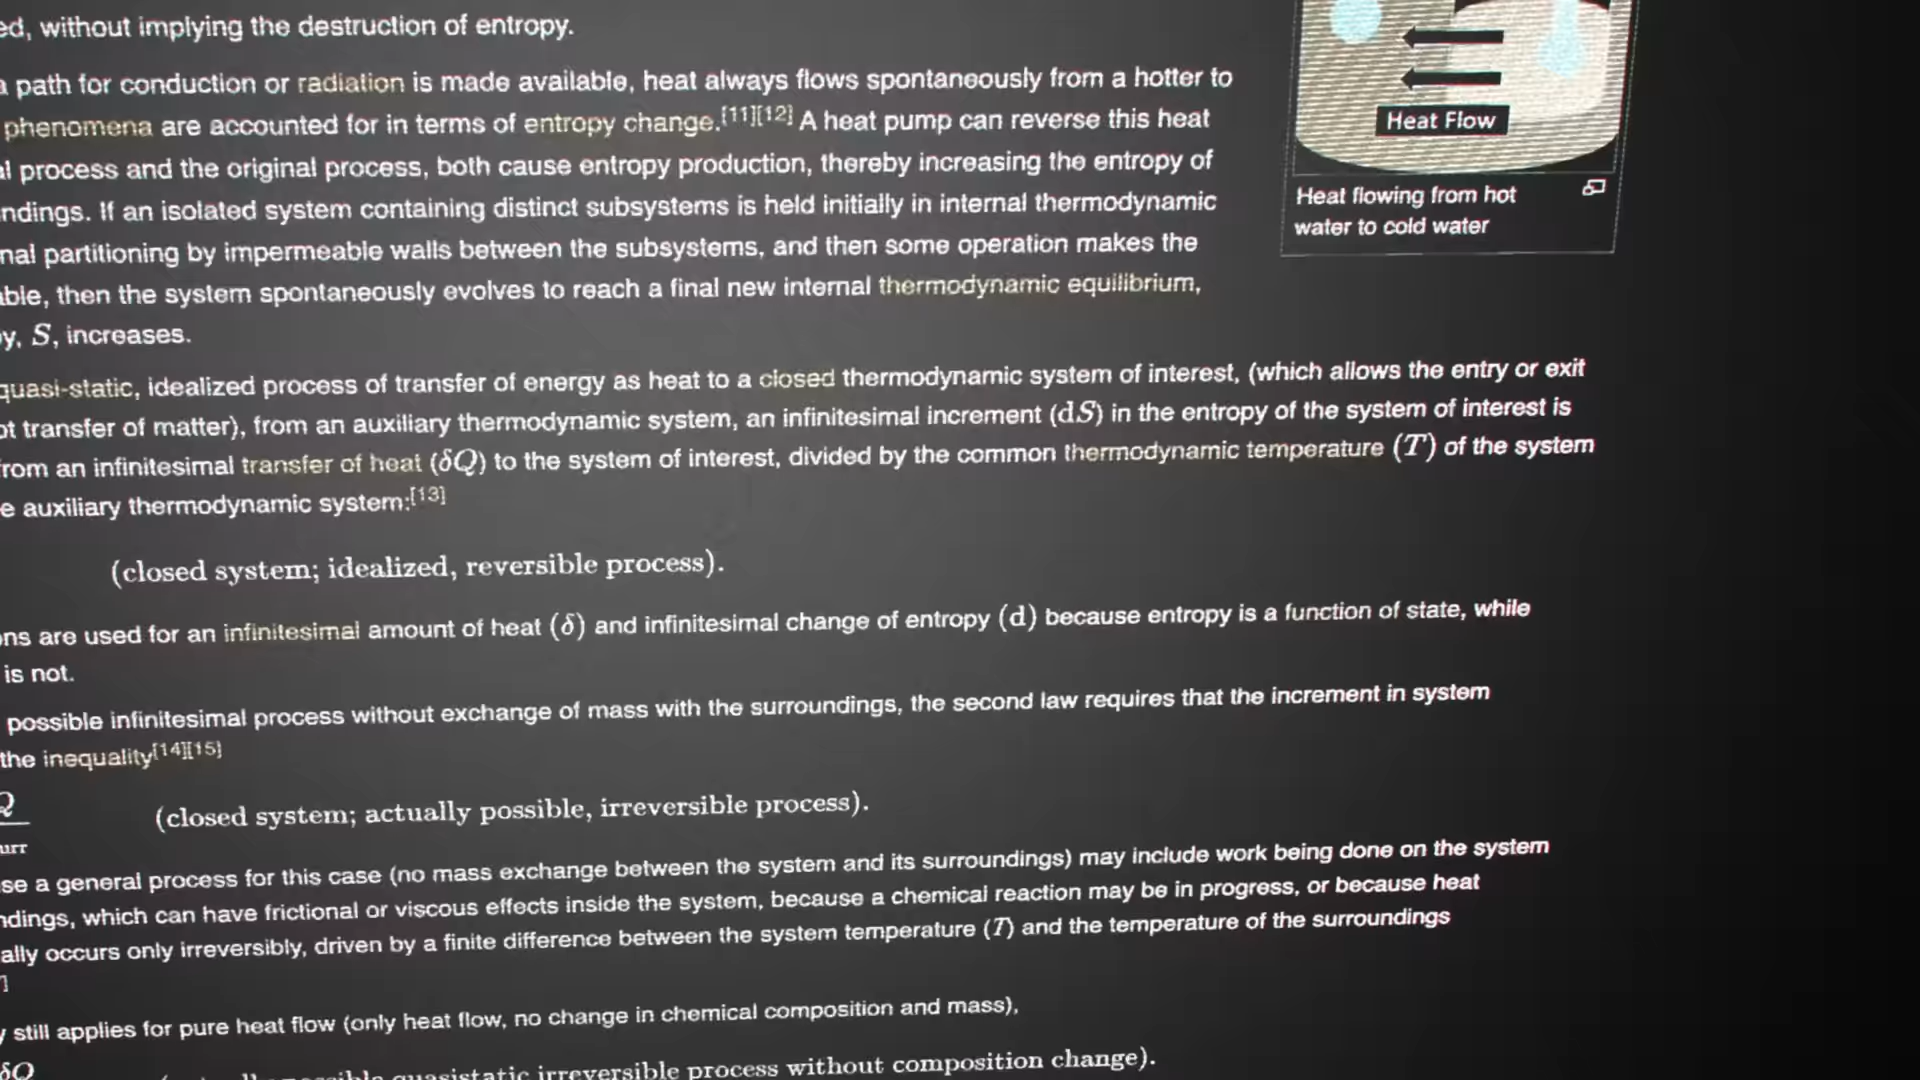 ed, without implying the destruction of entropy.
a path for conduction or radiation is made available, heat always flows spontaneously from a hotter to
phenomena are accounted for in terms of entropy change.[11][12] A heat pump can reverse this heat
al process and the original process, both cause entropy production, thereby increasing the entropy of
ndings. If an isolated system containing distinct subsystems is held initially in internal thermodynamic
nal partitioning by impermeable walls between the subsystems, and then some operation makes the
able, then the system spontaneously evolves to reach a final new internal thermodynamic equilibrium,
y, S, increases.
Heat Flow
Heat flowing from hot
water to cold water
quasi-static, idealized process of transfer of energy as heat to a closed thermodynamic system of interest, (which allows the entry or exit
ot transfer of matter), from an auxiliary thermodynamic system, an infinitesimal increment (dS) in the entropy of the system of interest is
rom an infinitesimal transfer of heat (δQ) to the system of interest, divided by the common thermodynamic temperature (T) of the system
e auxiliary thermodynamic system:[13]
(closed system; idealized, reversible process).
ons are used for an infinitesimal amount of heat (δ) and infinitesimal change of entropy (d) because entropy is a function of state, while
is not.
possible infinitesimal process without exchange of mass with the surroundings, the second law requires that the increment in system
the inequality[14][15]
Q
urr
(closed system; actually possible, irreversible process).
se a general process for this case (no mass exchange between the system and its surroundings) may include work being done on the system
ndings, which can have frictional or viscous effects inside the system, because a chemical reaction may be in progress, or because heat
ally occurs only irreversibly, driven by a finite difference between the system temperature (T) and the temperature of the surroundings
]
y still applies for pure heat flow (only heat flow, no change in chemical composition and mass),
δQ
quasistatic irreversible process without composition change).